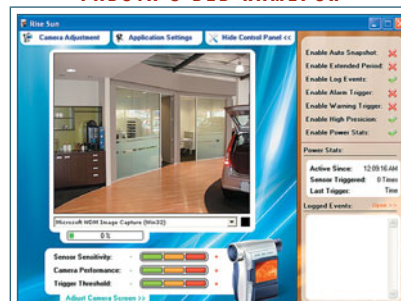 Rise Sun
Camera Adjustment
Application Settings
Hide Control Panel <<
Enable Auto Snapshot:
Enable Extended Period:
Enable Log Events:
Enable Alarm Trigger:
Enable Warning Trigger:
Enable High Precision:
Enable Power Stats:
Power Stats:
Active Since: 12:09:16 AM
Sensor Triggered: 0 Times
Last Trigger: Time
Logged Events:
Microsoft WDM Image Capture (Win32)
0 %
Sensor Sensitivity: - +
Camera Performance: - +
Trigger Threshold: - +
Adjust Camera Screen >>